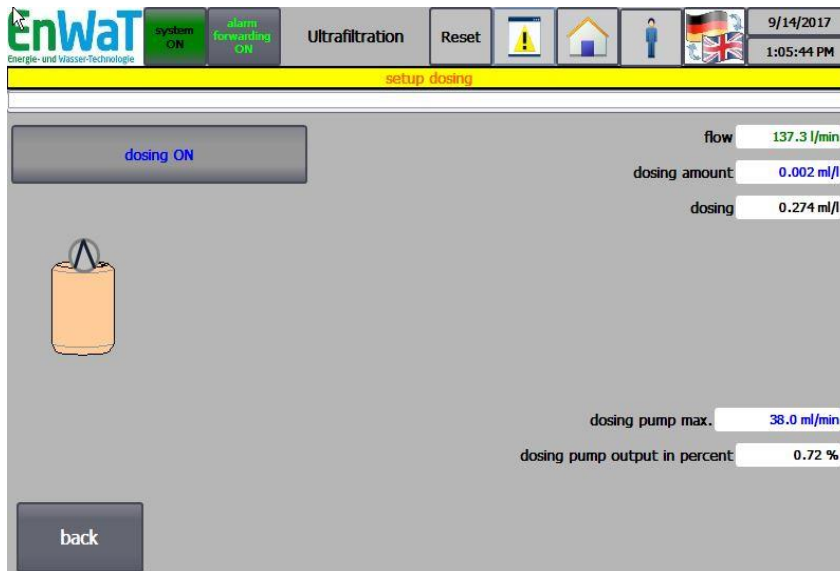 EnWaT
Energie- und Wasser-Technologie
system
ON
alarm
forwarding
ON
Ultrafiltration
Reset
9/14/2017
1:05:44 PM
setup dosing
dosing ON
flow 137.3 l/min
dosing amount 0.002 ml/l
dosing 0.274 ml/l
dosing pump max. 38.0 ml/min
dosing pump output in percent 0.72 %
back